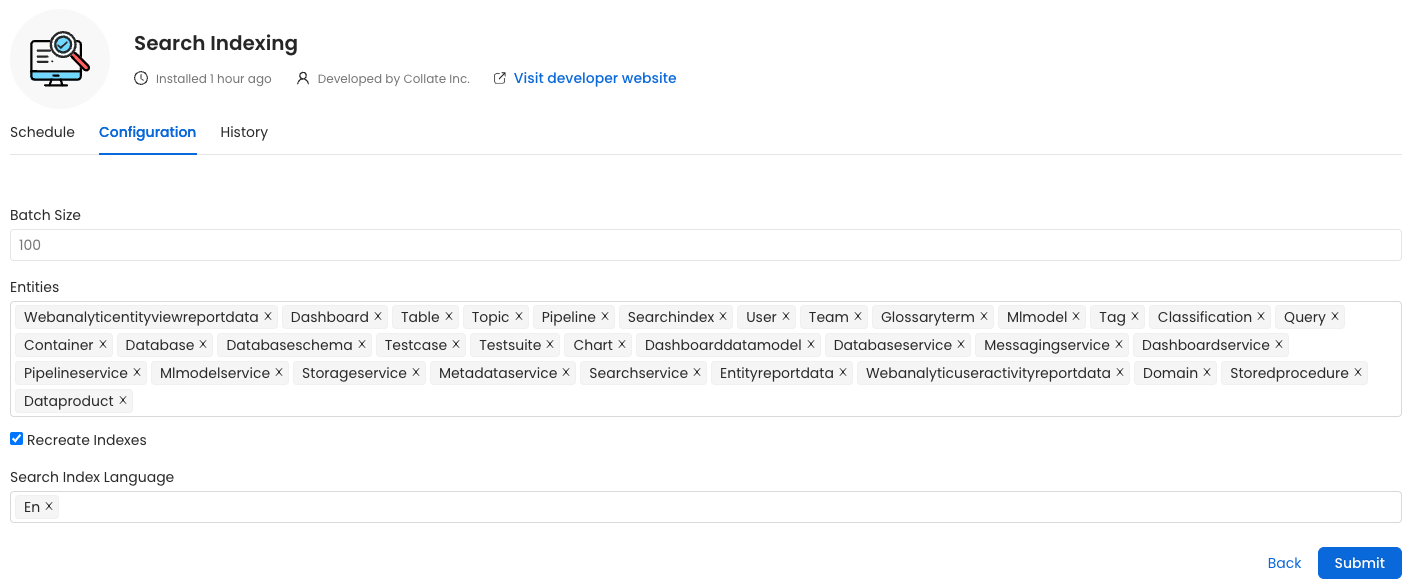 Search Indexing
Installed 1 hour ago Developed by Collate Inc. Visit developer website
Schedule Configuration History
Batch Size
100
Entities
Webanalyticentityviewreportdata Dashboard Table Topic Pipeline Searchindex User Team Glossaryterm Mlmodel Tag Classification Query
Container Database Databaseschema Testcase Testsuite Chart Dashboarddatamodel Databaseservice Messagingservice Dashboardservice
Pipelineservice Mlmodelservice Storageservice Metadataservice Searchservice Entityreportdata Webanalyticuseractivityreportdata Domain Storedprocedure
Dataproduct
Recreate Indexes
Search Index Language
En
Back Submit